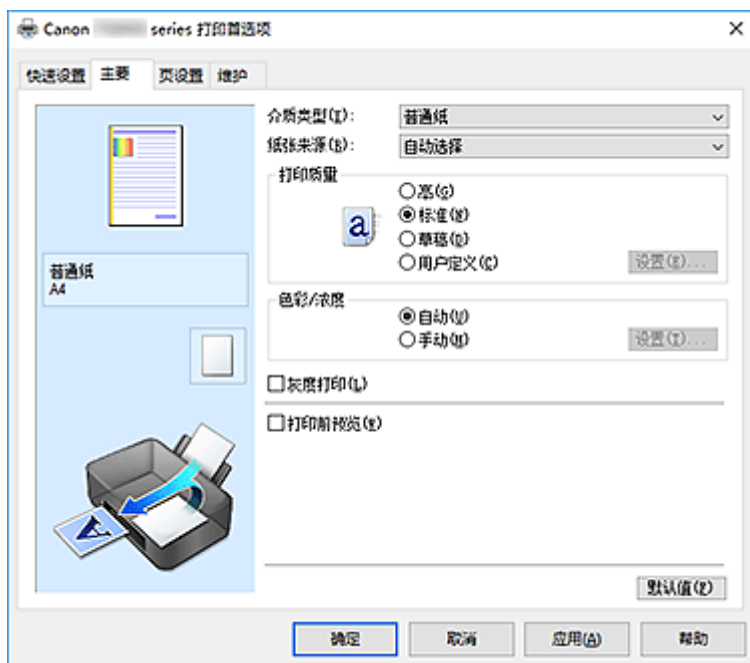 Canon series 打印首选项
快速设置 主要 页设置 维护
介质类型(I): 普通纸
纸张来源(B): 自动选择
打印质量
高(G)
a
标准(N)
草稿(D)
用户定义(C) 设置(E)...
普通纸
A4
色彩/浓度
自动(U)
手动(M) 设置(T)...
灰度打印(L)
打印前预览(E)
A
默认值(F)
确定 取消 应用(A) 帮助